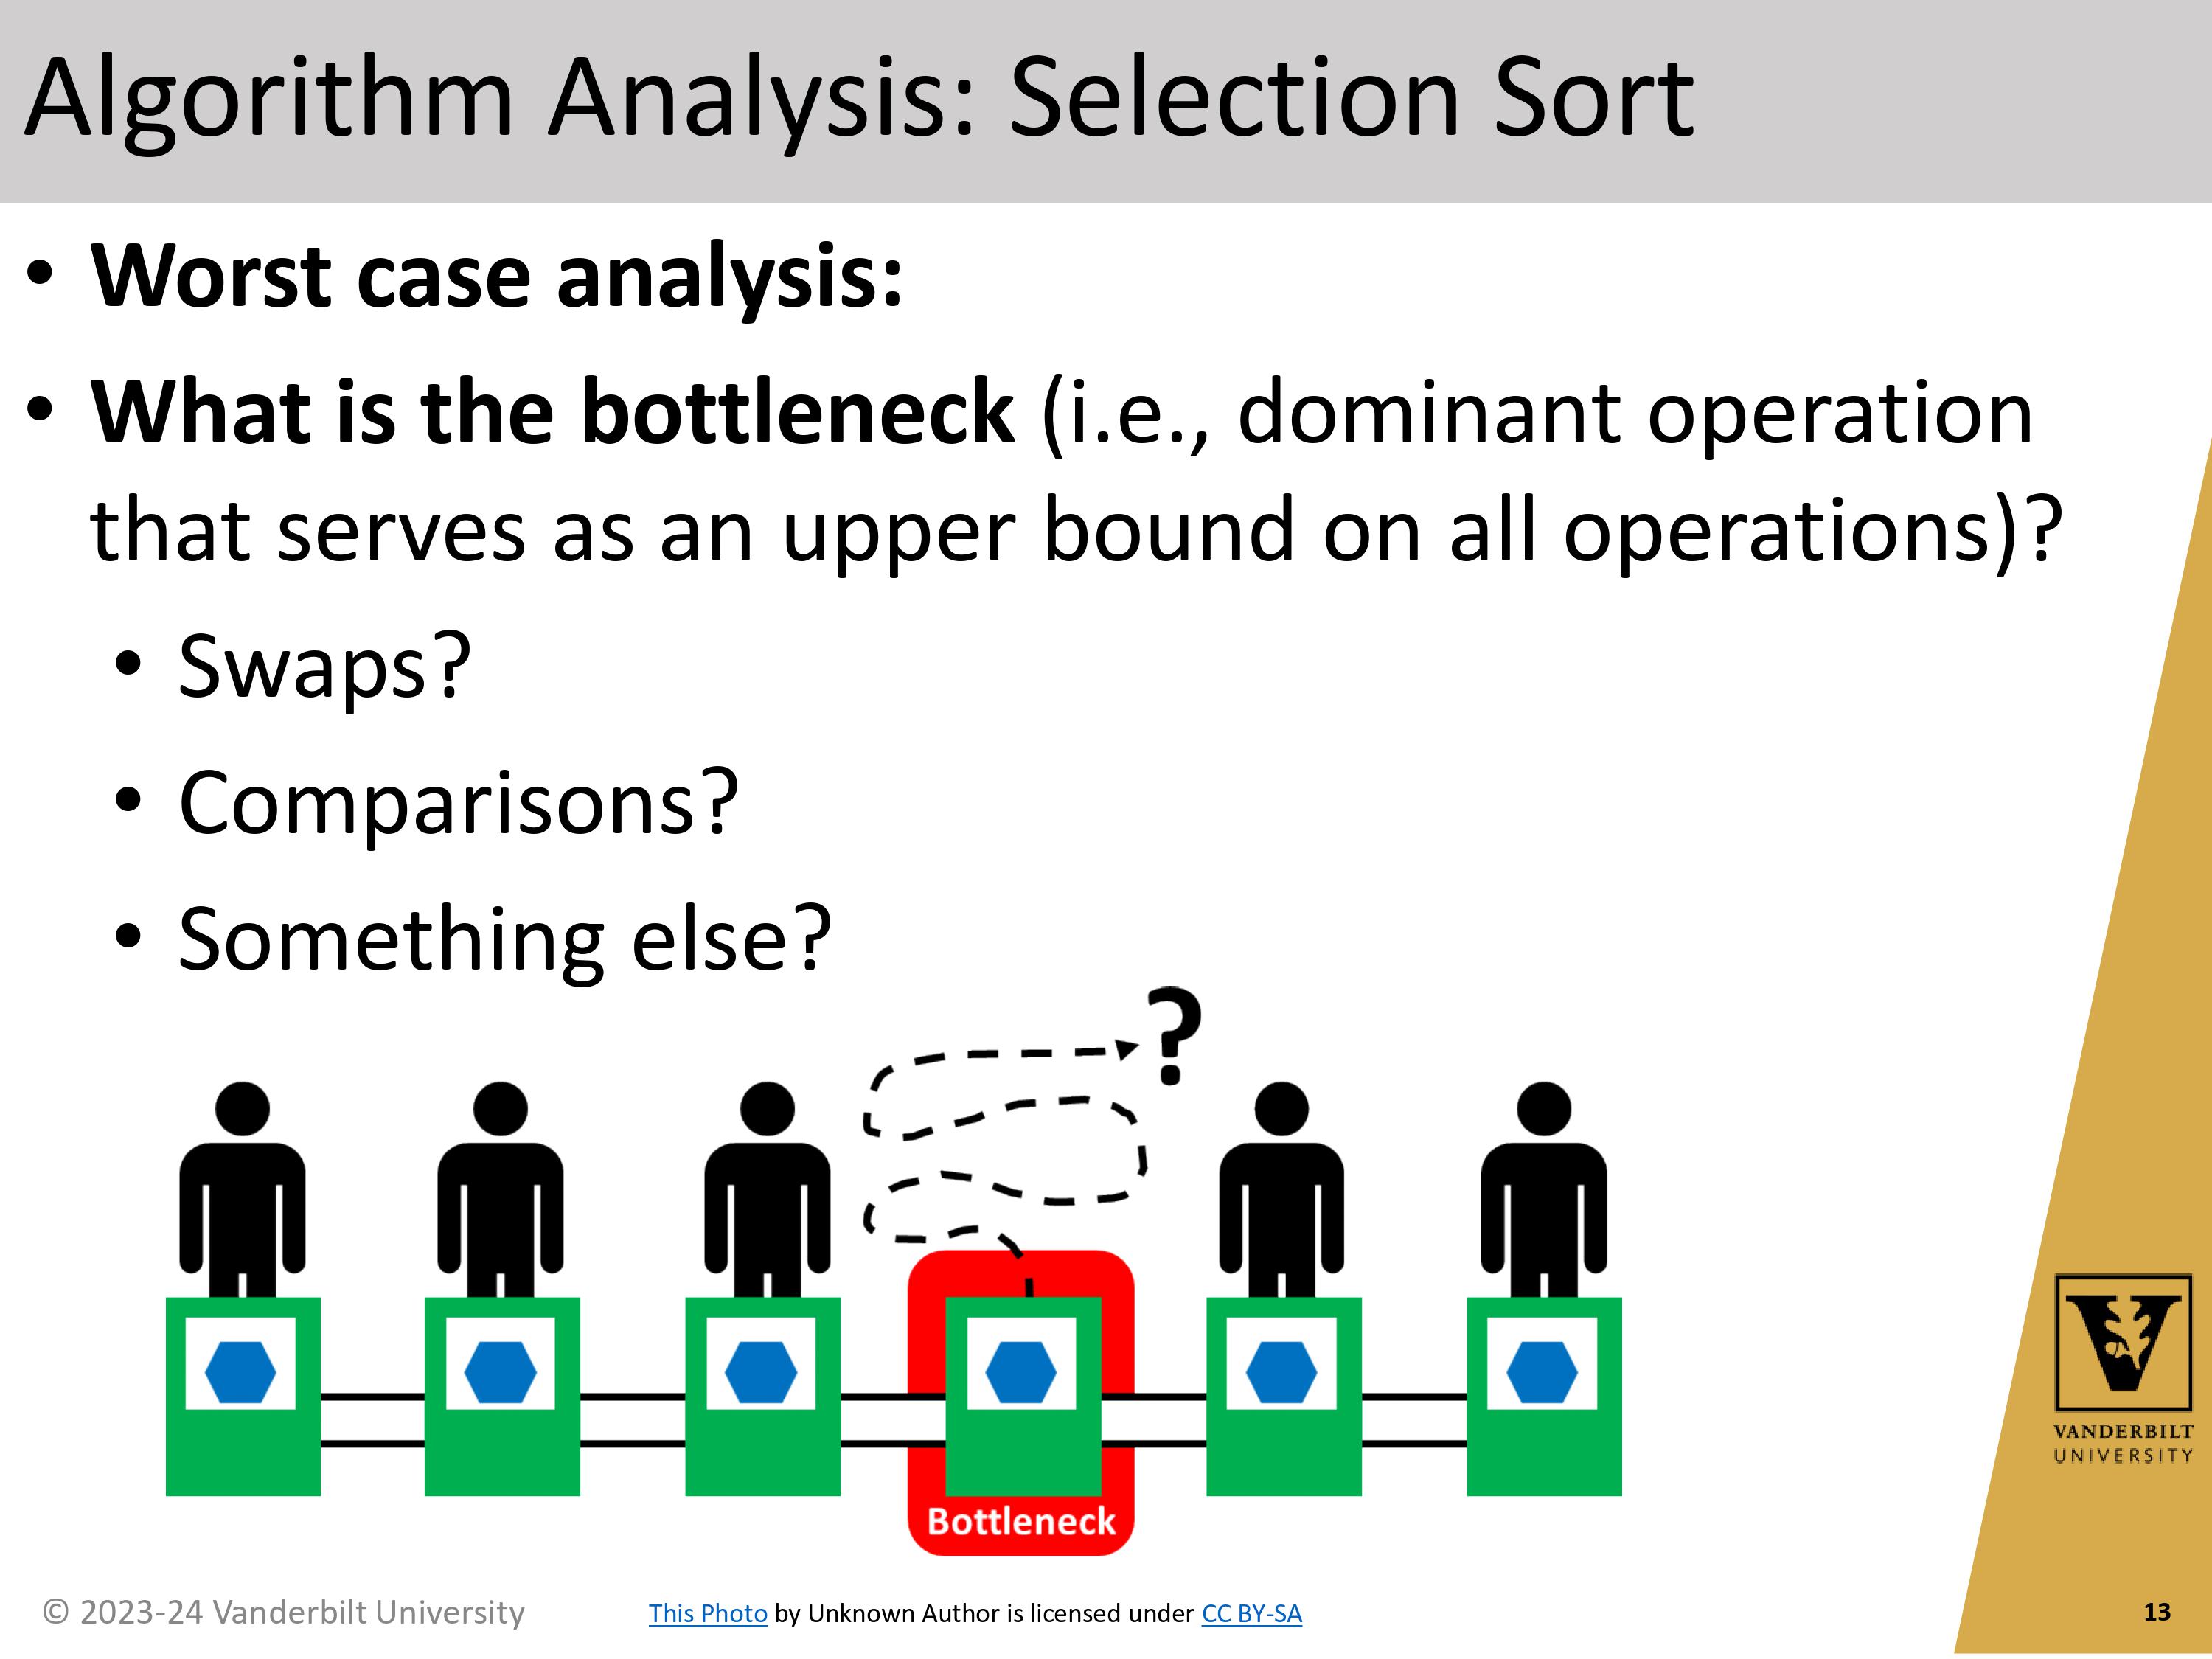 Algorithm Analysis: Selection Sort
• Worst case analysis:
• What is the bottleneck (i.e., dominant operation
that serves as an upper bound on all operations)?
• Swaps?
• Comparisons?
• Something else?
?
Bottleneck
V
VANDERBILT
UNIVERSITY
© 2023-24 Vanderbilt University
This Photo by Unknown Author is licensed under CC BY-SA
13